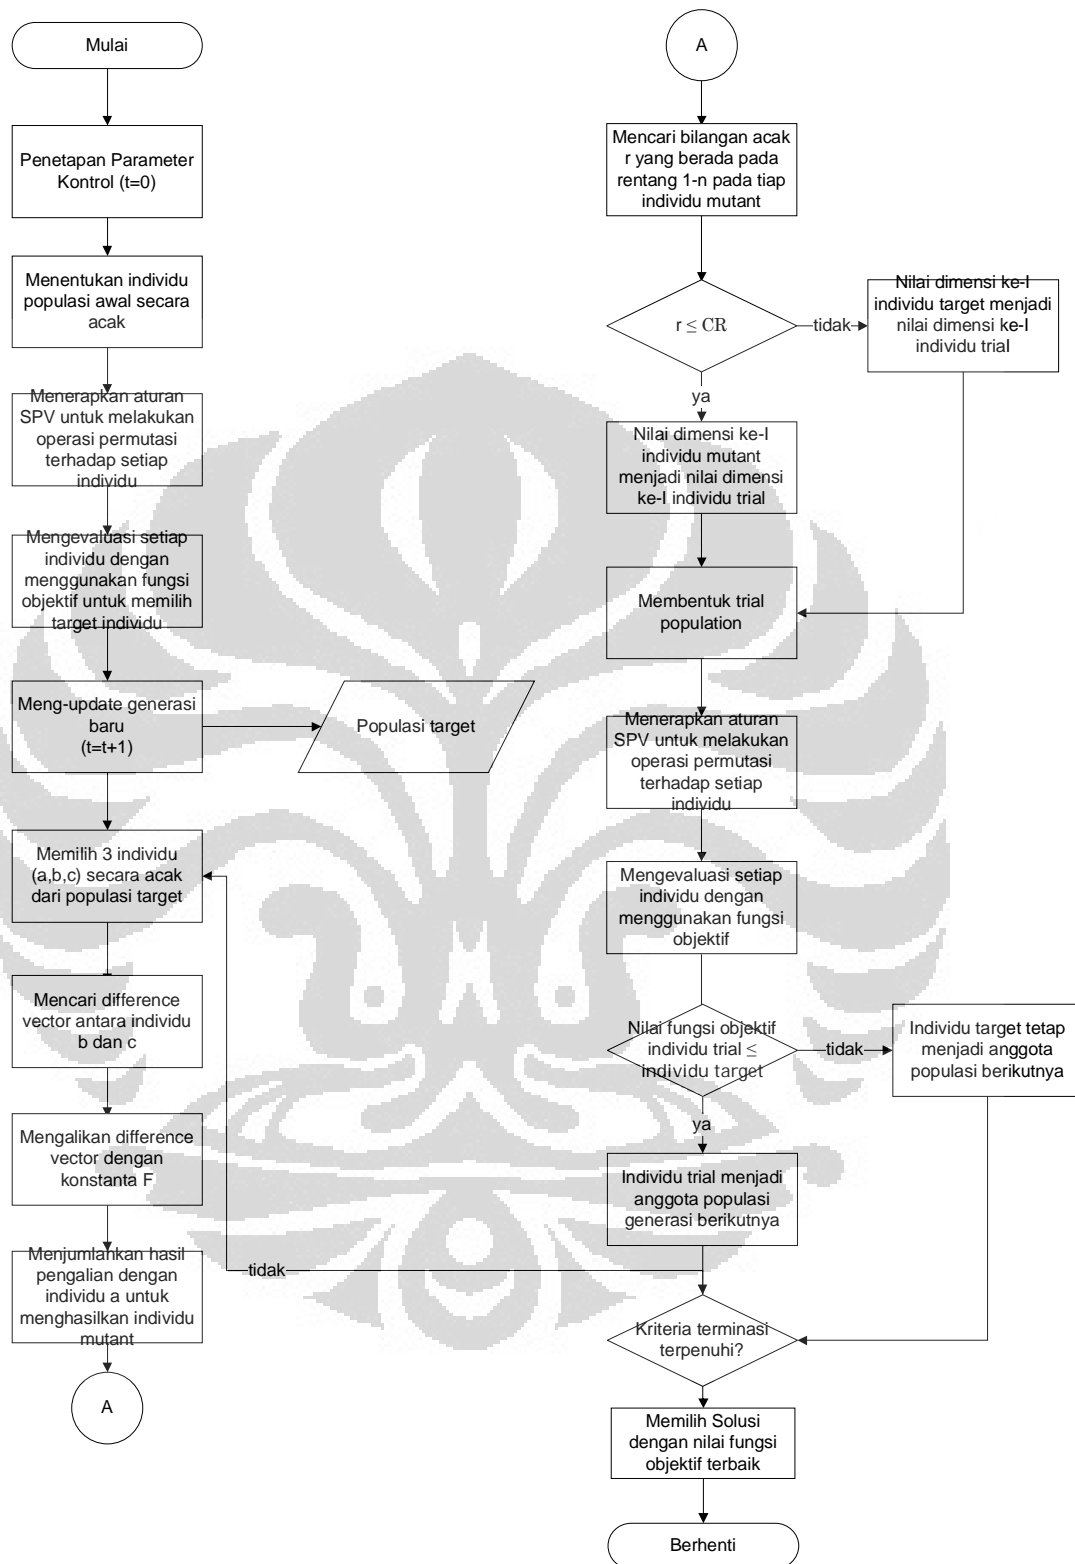 Mulai
Penetapan Parameter
Kontrol (t=0)
Menentukan individu
populasi awal secara
acak
Menerapkan aturan
SPV untuk melakukan
operasi permutasi
terhadap setiap
individu
Mengevaluasi setiap
individu dengan
menggunakan fungsi
objektif untuk memilih
target individu
Meng-update generasi
baru
(t=t+1)
Populasi target
Memilih 3 individu
(a,b,c) secara acak
dari populasi target
Mencari difference
vector antara individu
b dan c
Mengalikan difference
vector dengan
konstanta F
Menjumlahkan hasil
pengalian dengan
individu a untuk
menghasilkan individu
mutant
A
A
Mencari bilangan acak
r yang berada pada
rentang 1-n pada tiap
individu mutant
r ≤ CR
tidak
Nilai dimensi ke-I
individu target menjadi
nilai dimensi ke-I
individu trial
ya
Nilai dimensi ke-I
individu mutant
menjadi nilai dimensi
ke-I individu trial
Membentuk trial
population
Menerapkan aturan
SPV untuk melakukan
operasi permutasi
terhadap setiap
individu
Mengevaluasi setiap
individu dengan
menggunakan fungsi
objektif
Nilai fungsi objektif
individu trial ≤
individu target
tidak
Individu target tetap
menjadi anggota
populasi berikutnya
ya
Individu trial menjadi
anggota populasi
generasi berikutnya
tidak
Kriteria terminasi
terpenuhi?
Memilih Solusi
dengan nilai fungsi
objektif terbaik
Berhenti